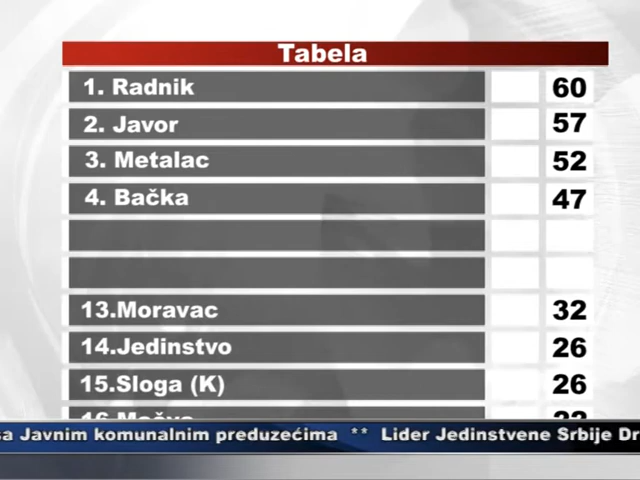 Tabela
1. Radnik 60
2. Javor 57
3. Metalac 52
4. Bačka 47
13.Moravac 32
14.Jedinstvo 26
15.Sloga (K) 26
sa Javnim komunalnim preduzećima ** Lider Jedinstvene Srbije Dr